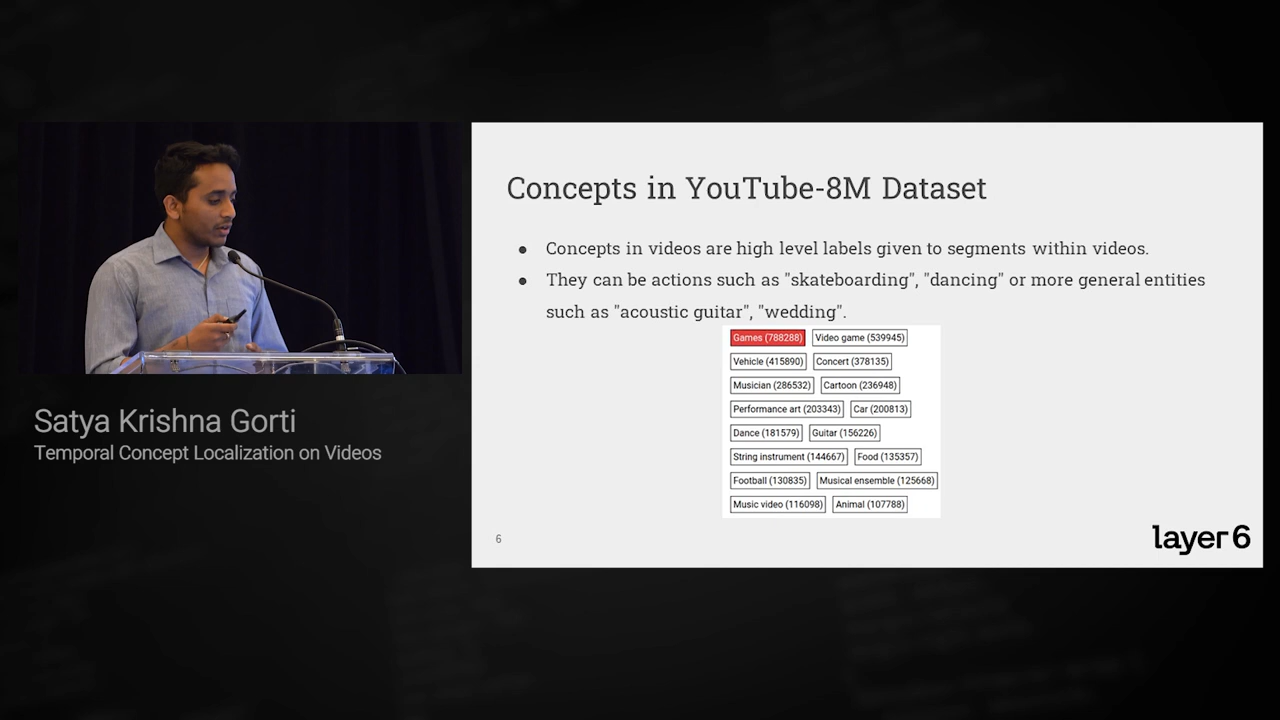 Concepts in YouTube-8M Dataset
● Concepts in videos are high level labels given to segments within videos.
● They can be actions such as "skateboarding", "dancing" or more general entities
such as "acoustic guitar", "wedding".
Games (788288) Video game (539945)
Vehicle (415890) Concert (378135)
Musician (286532) Cartoon (236948)
Performance art (203343) Car (200813)
Dance (181579) Guitar (156226)
String instrument (144667) Food (135357)
Football (130835) Musical ensemble (125668)
Music video (116098) Animal (107788)
6
layer 6
Satya Krishna Gorti
Temporal Concept Localization on Videos